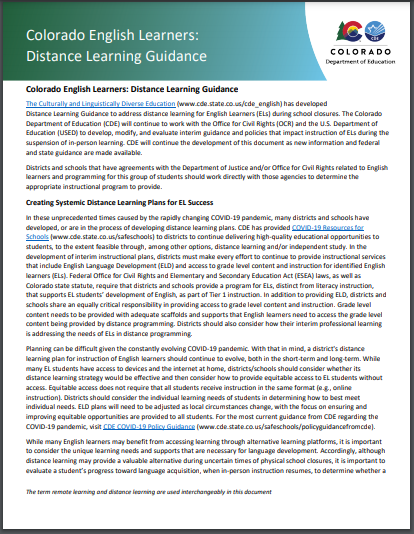 Colorado English Learners:
Distance Learning Guidance
COLORADO
Department of Education
Colorado English Learners: Distance Learning Guidance
The Culturally and Linguistically Diverse Education (www.cde.state.co.us/cde_english) has developed
Distance Learning Guidance to address distance learning for English Learners (ELs) during school closures. The Colorado
Department of Education (CDE) will continue to work with the Office for Civil Rights (OCR) and the U.S. Department of
Education (USED) to develop, modify, and evaluate interim guidance and policies that impact instruction of ELs during the
suspension of in-person learning. CDE will continue the development of this document as new information and federal
and state guidance are made available.
Districts and schools that have agreements with the Department of Justice and/or Office for Civil Rights related to English
learners and programming for this group of students should work directly with those agencies to determine the
appropriate instructional program to provide.
Creating Systemic Distance Learning Plans for EL Success
In these unprecedented times caused by the rapidly changing COVID-19 pandemic, many districts and schools have
developed, or are in the process of developing distance learning plans. CDE has provided COVID-19 Resources for
Schools (www.cde.state.co.us/safeschools) to districts to continue delivering high-quality educational opportunities to
students, to the extent feasible through, among other options, distance learning and/or independent study. In the
development of interim instructional plans, districts must make every effort to continue to provide instructional services
that include English Language Development (ELD) and access to grade level content and instruction for identified English
learners (ELs). Federal Office of Civil Rights and Elementary and Secondary Education Act (ESEA) laws, as well as
Colorado state statute, require that districts and schools provide a program for ELs, distinct from literacy instruction,
that supports EL students' development of English, as part of Tier 1 instruction. In addition to providing ELD, districts and
schools share an equally critical responsibility in providing access to grade level content and instruction. Grade level
content needs to be provided with adequate scaffolds and supports that English learners need to access the grade level
content being provided by distance programming. Districts should also consider how their interim professional learning
is addressing the needs of ELs in distance programming.
Planning can be difficult given the constantly evolving COVID-19 pandemic. With that in mind, a district's distance
learning plan for instruction of English learners should continue to evolve, both in the short-term and long-term. While
many EL students have access to devices and the internet at home, districts/schools should consider whether its
distance learning strategy would be effective and then consider how to provide equitable access to EL students without
access. Equitable access does not require that all students receive instruction in the same format (e.g., online
instruction). Districts should consider the individual learning needs of students in determining how to best meet
individual needs. ELD plans will need to be adjusted as local circumstances change, with the focus on ensuring and
improving equitable opportunities are provided to all students. For the most current guidance from CDE regarding the
COVID-19 pandemic, visit CDE COVID-19 Policy Guidance (www.cde.state.co.us/safeschools/policyguidancefromcde).
While many English learners may benefit from accessing learning through alternative learning platforms, it is important
to consider the unique learning needs and supports that are necessary for language development. Accordingly, although
distance learning may provide a valuable alternative during uncertain times of physical school closures, it is important to
evaluate a student's progress toward language acquisition, when in-person instruction resumes, to determine whether a
The term remote learning and distance learning are used interchangeably in this document